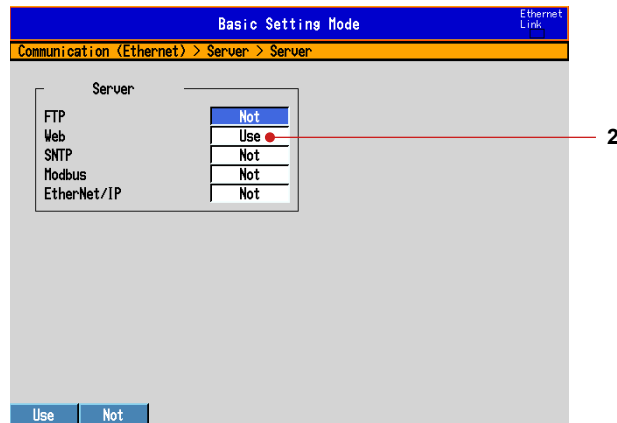 Basic Setting Mode
Ethernet
Link
Communication (Ethernet) > Server > Server
Server
FTP Not
Web Use
2
SNTP Not
Modbus Not
EtherNet/IP Not
Use Not